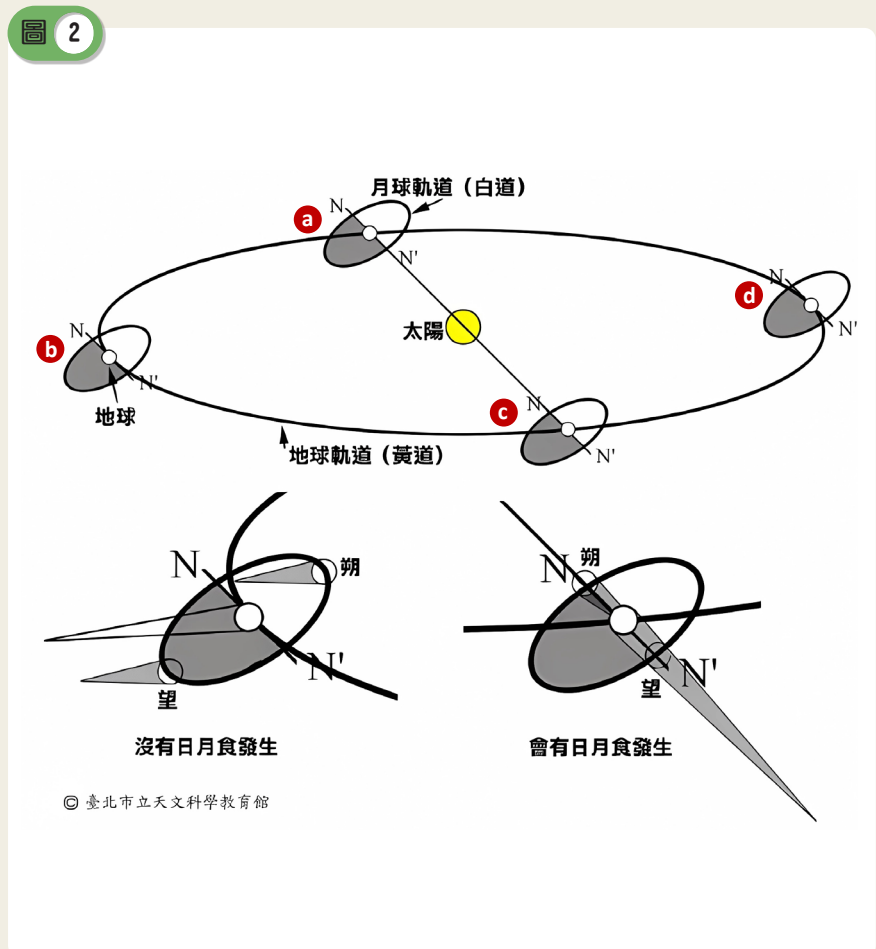 圖 2
月球軌道（白道）
N
a
N'
d
N
N'
太陽
b
N
N'
c
N
N'
地球
地球軌道（黃道）
N
朔
N'
望
沒有日月食發生
N
朔
N'
望
會有日月食發生
© 臺北市立天文科學教育館